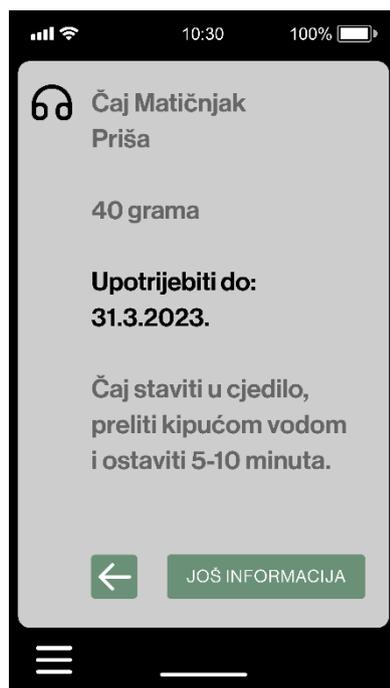 10:30
100%
Čaj Matičnjak
Priša
40 grama
Upotrijebiti do:
31.3.2023.
Čaj staviti u cjedilo,
preliti kipućom vodom
i ostaviti 5-10 minuta.
JOŠ INFORMACIJA